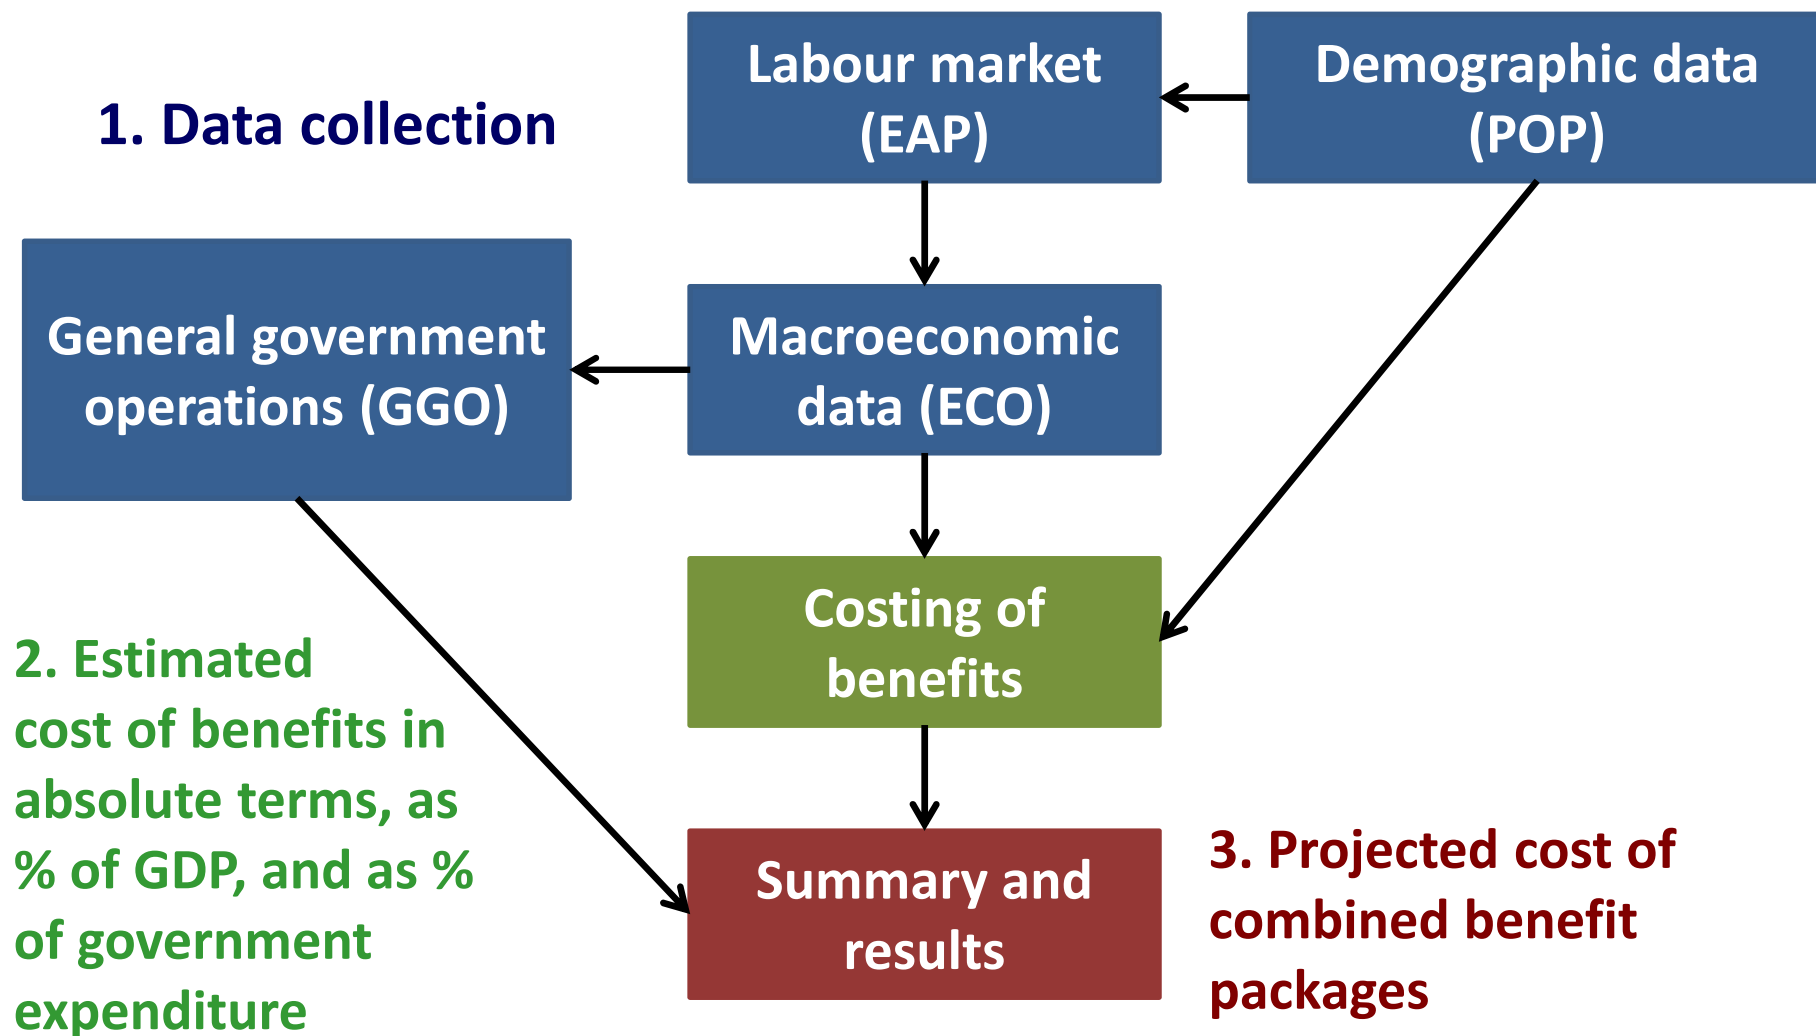 1. Data collection
Labour market
(EAP)
Demographic data
(POP)
General government
operations (GGO)
Macroeconomic
data (ECO)
Costing of
benefits
2. Estimated
cost of benefits in
absolute terms, as
% of GDP, and as %
of government
expenditure
Summary and
results
3. Projected cost of
combined benefit
packages